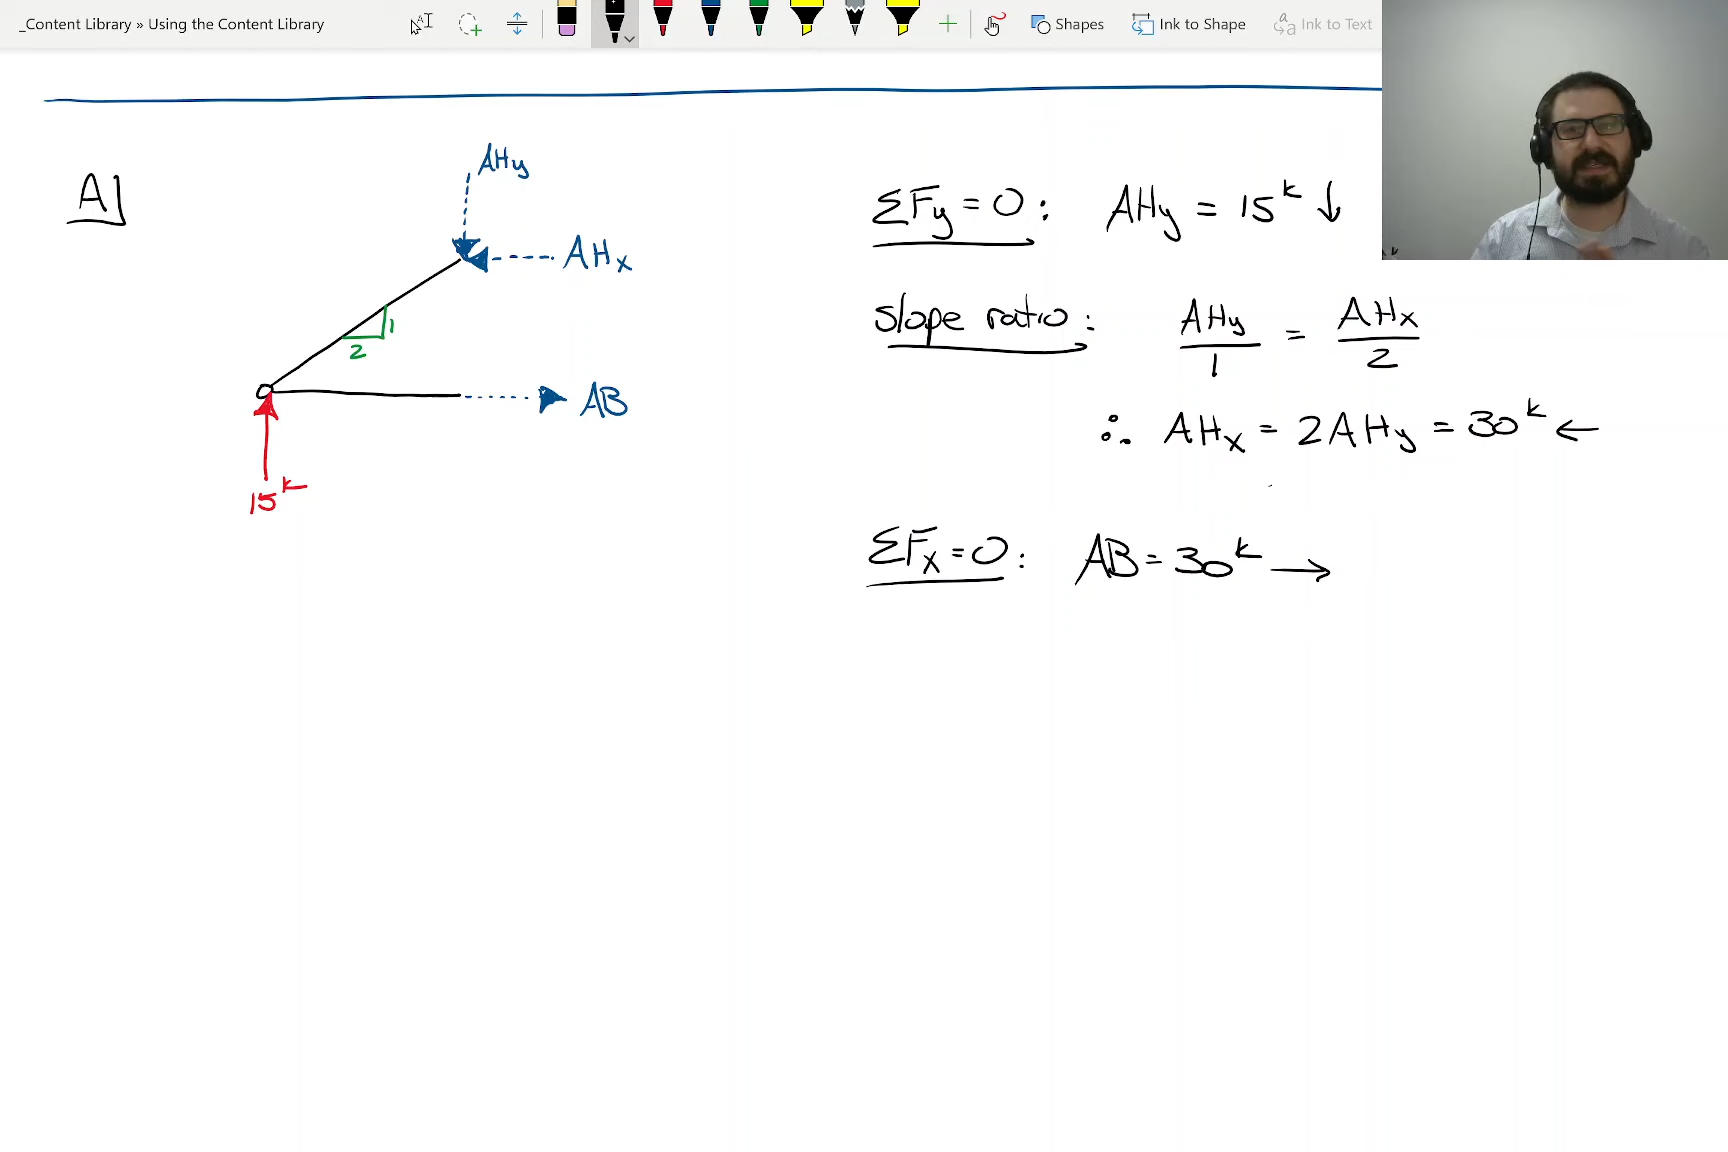 _Content Library » Using the Content Library
Shapes
Ink to Shape
Ink to Text
A]
AHy
AHx
1
2
AB
15ᵏ
ΣFy = 0 : AHy = 15ᵏ ↓
slope ratio : AHy/1 = AHx/2
∴ AHx = 2AHy = 30ᵏ ←
ΣFx = 0 : AB = 30ᵏ →